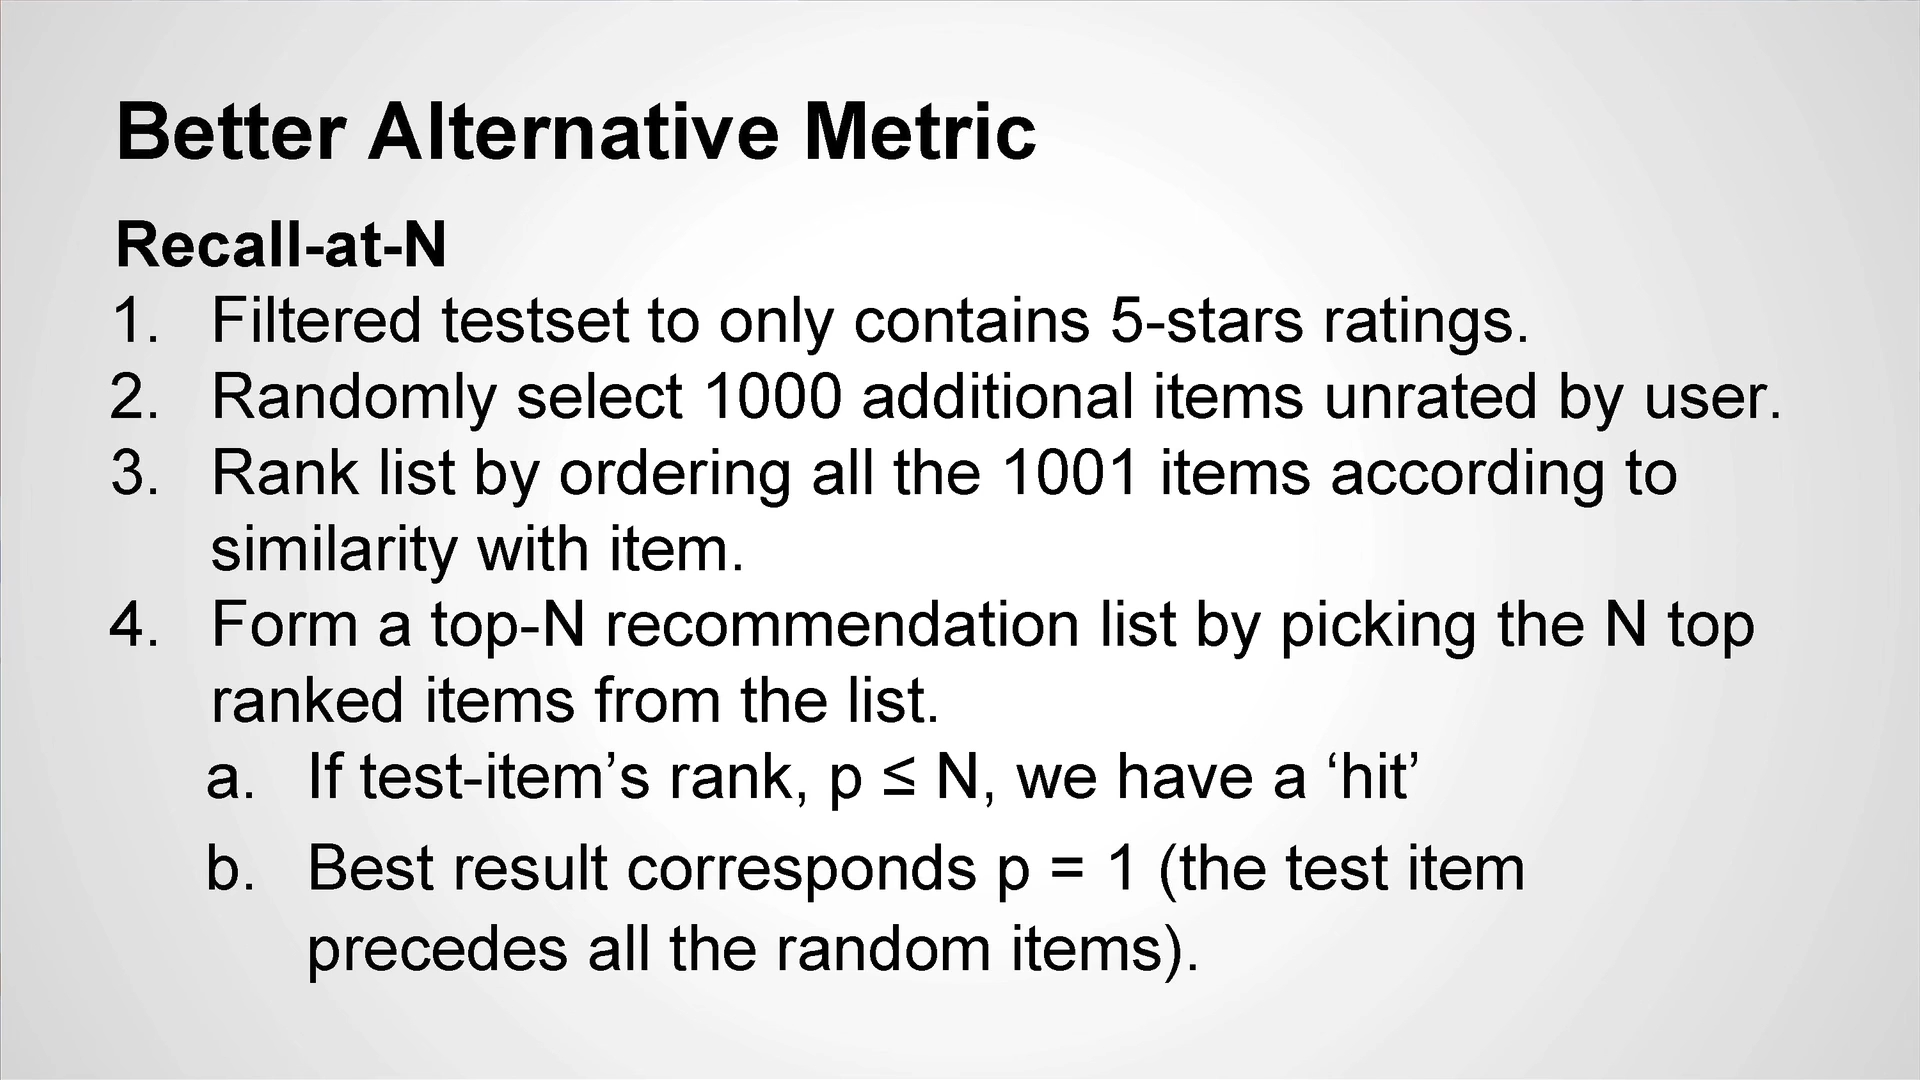 Better Alternative Metric
Recall-at-N
1. Filtered testset to only contains 5-stars ratings.
2. Randomly select 1000 additional items unrated by user.
3. Rank list by ordering all the 1001 items according to
similarity with item.
4. Form a top-N recommendation list by picking the N top
ranked items from the list.
a. If test-item’s rank, p ≤ N, we have a ‘hit’
b. Best result corresponds p = 1 (the test item
precedes all the random items).